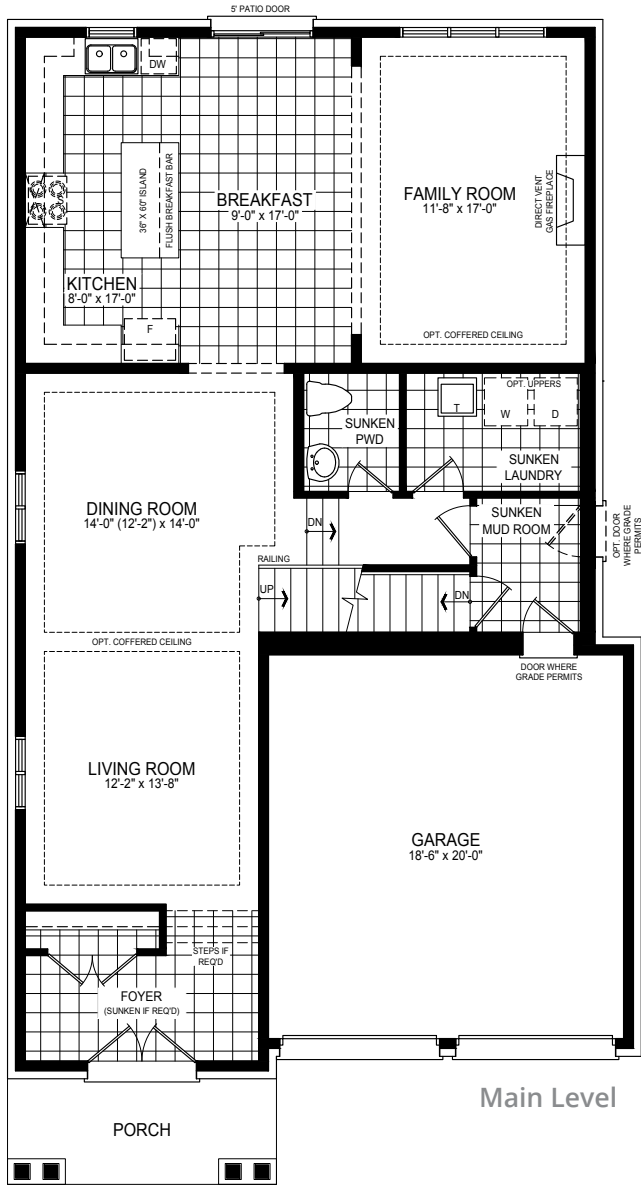 5' PATIO DOOR
DW
36" X 60" ISLAND
FLUSH BREAKFAST BAR
BREAKFAST
9'-0" x 17'-0"
FAMILY ROOM
11'-8" x 17'-0"
DIRECT VENT
GAS FIREPLACE
KITCHEN
8'-0" x 17'-0"
F
OPT. COFFERED CEILING
OPT. UPPERS
T
W
D
SUNKEN
PWD
SUNKEN
LAUNDRY
DINING ROOM
14'-0" (12'-2") x 14'-0"
DN
SUNKEN
MUD ROOM
OPT. DOOR
WHERE GRADE
PERMITS
RAILING
UP
DN
OPT. COFFERED CEILING
DOOR WHERE
GRADE PERMITS
LIVING ROOM
12'-2" x 13'-8"
GARAGE
18'-6" x 20'-0"
STEPS IF
REQ'D
FOYER
(SUNKEN IF REQ'D)
Main Level
PORCH